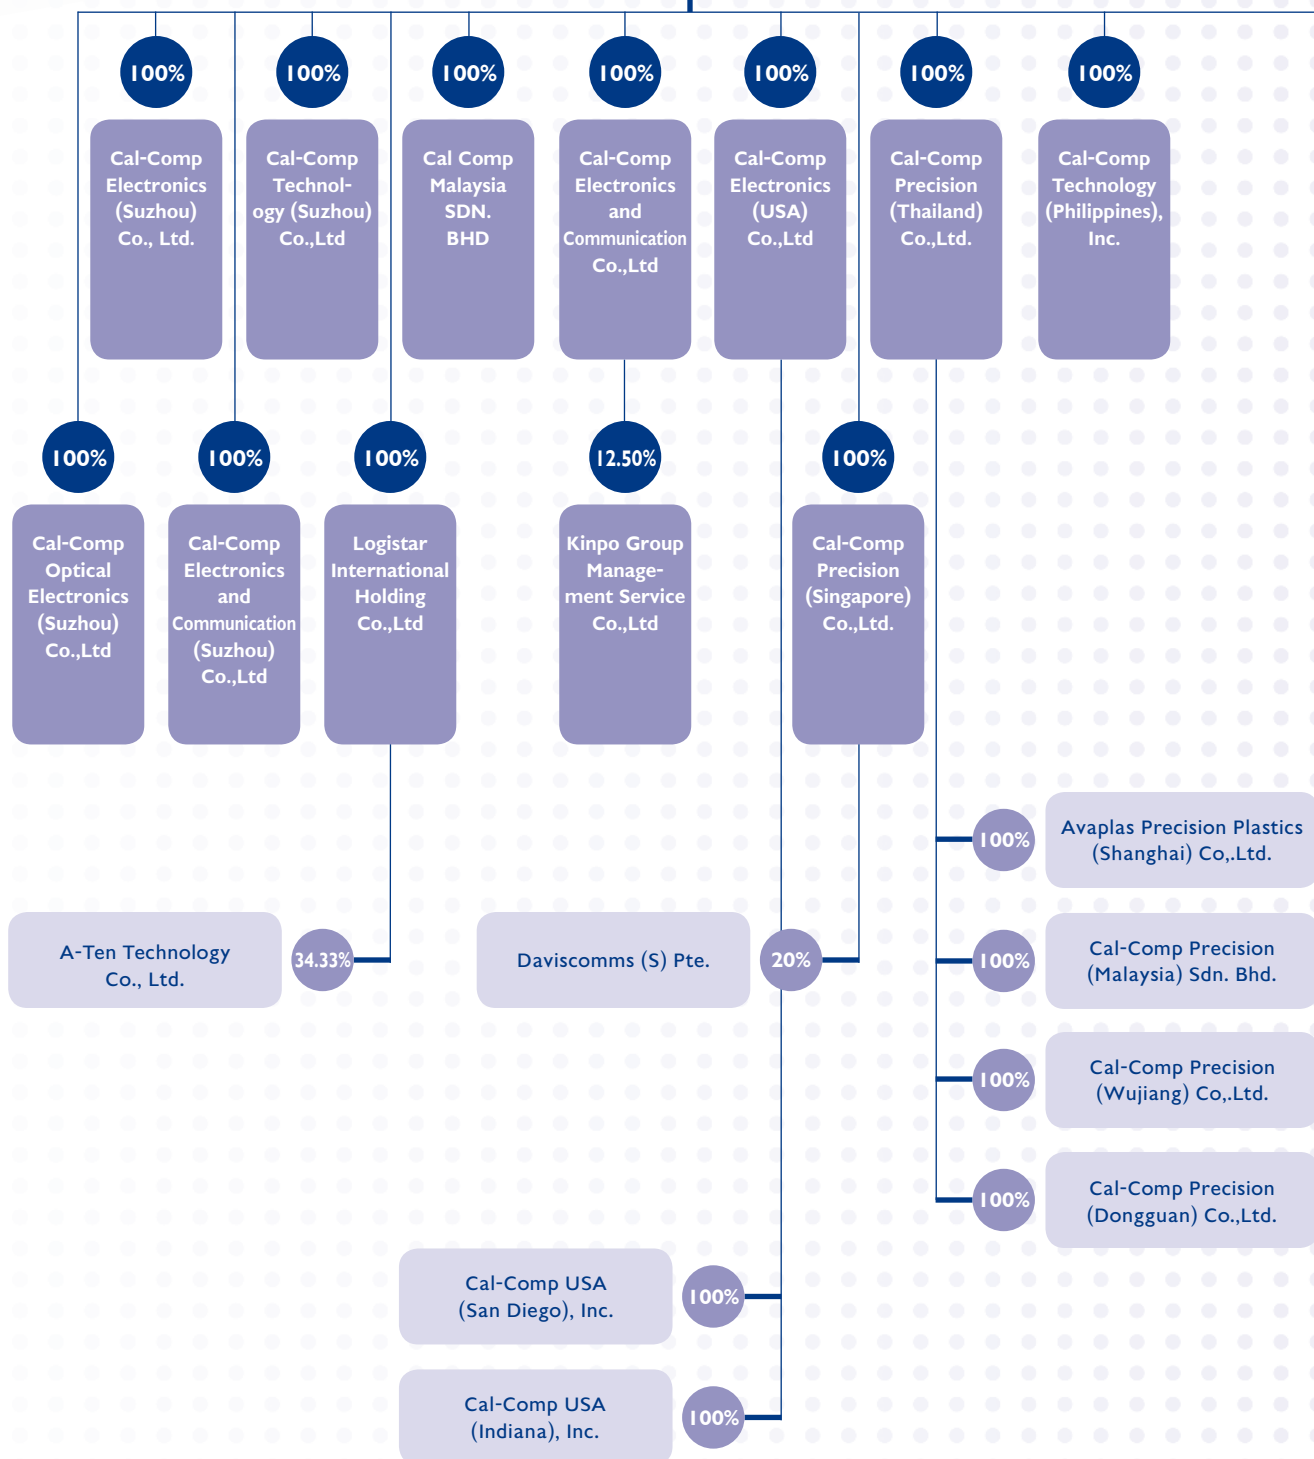 100%
Cal-Comp
Electronics
(Suzhou)
Co., Ltd.
100%
Cal-Comp
Technol-
ogy (Suzhou)
Co.,Ltd
100%
Cal Comp
Malaysia
SDN.
BHD
100%
Cal-Comp
Electronics
and
Communication
Co.,Ltd
100%
Cal-Comp
Electronics
(USA)
Co.,Ltd
100%
Cal-Comp
Precision
(Thailand)
Co.,Ltd.
100%
Cal-Comp
Technology
(Philippines),
Inc.
100%
Cal-Comp
Optical
Electronics
(Suzhou)
Co.,Ltd
100%
Cal-Comp
Electronics
and
Communication
(Suzhou)
Co.,Ltd
100%
Logistar
International
Holding
Co.,Ltd
12.50%
Kinpo Group
Manage-
ment Service
Co.,Ltd
100%
Cal-Comp
Precision
(Singapore)
Co.,Ltd.
100%
Avaplas Precision Plastics
(Shanghai) Co,.Ltd.
A-Ten Technology
Co., Ltd.
34.33%
Daviscomms (S) Pte.
20%
100%
Cal-Comp Precision
(Malaysia) Sdn. Bhd.
100%
Cal-Comp Precision
(Wujiang) Co,.Ltd.
100%
Cal-Comp Precision
(Dongguan) Co.,Ltd.
Cal-Comp USA
(San Diego), Inc.
100%
Cal-Comp USA
(Indiana), Inc.
100%